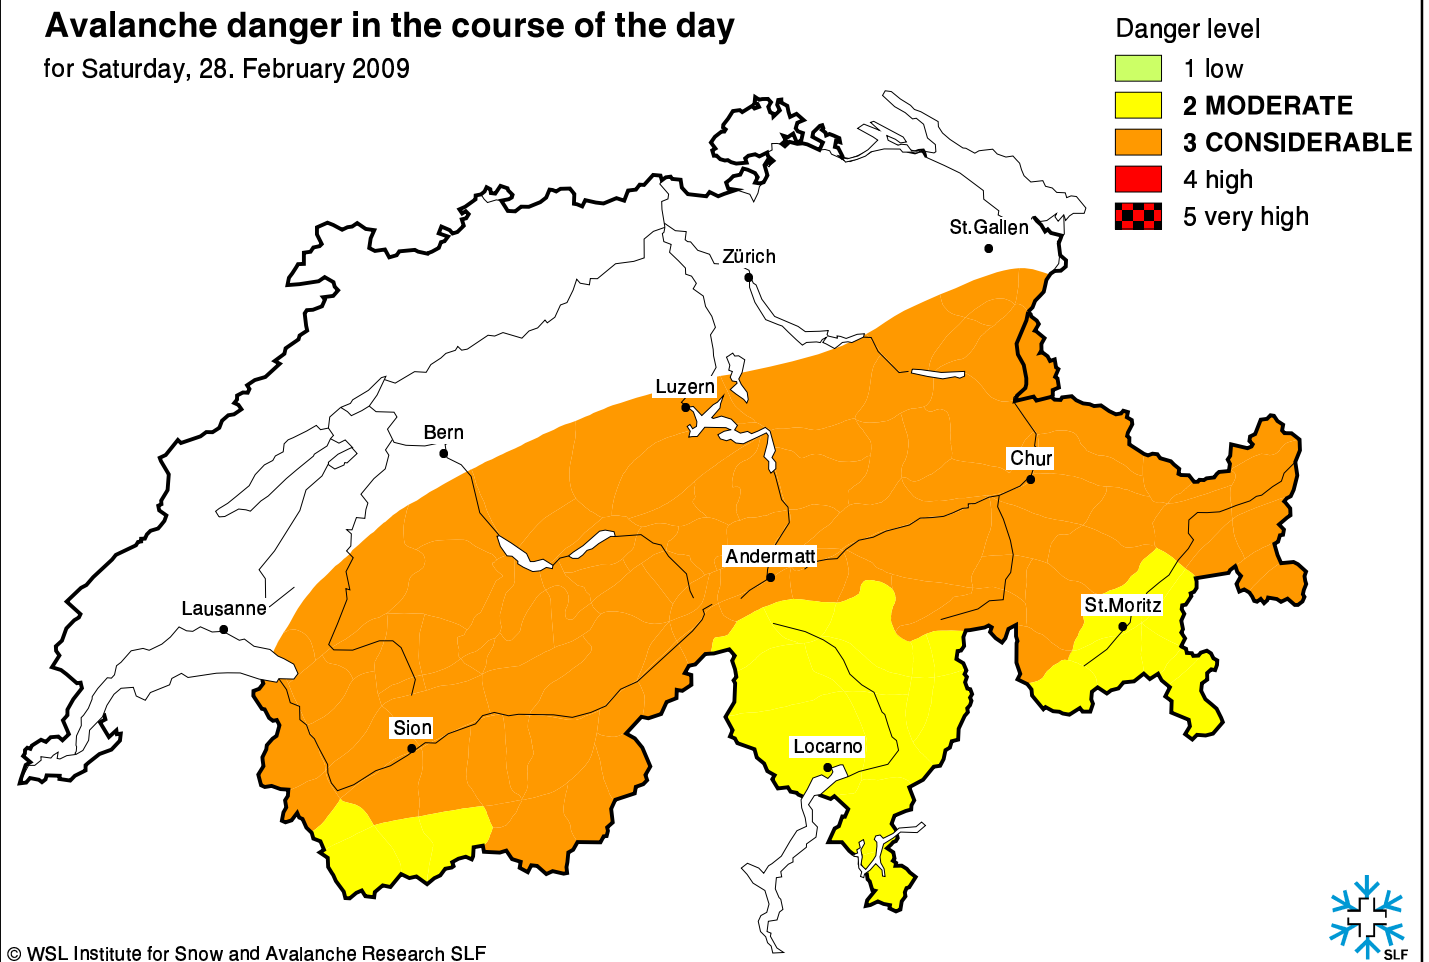 Avalanche danger in the course of the day
for Saturday, 28. February 2009
Danger level
1 low
2 MODERATE
3 CONSIDERABLE
4 high
5 very high
St.Gallen
Zürich
Luzern
Bern
Chur
Andermatt
Lausanne
St.Moritz
Sion
Locarno
© WSL Institute for Snow and Avalanche Research SLF
SLF